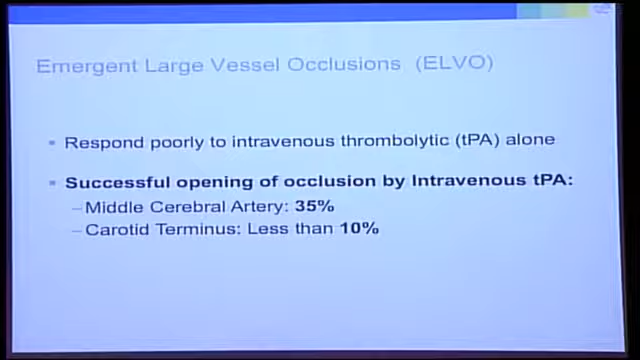 Emergent Large Vessel Occlusions (ELVO)
Respond poorly to intravenous thrombolytic (tPA) alone
Successful opening of occlusion by Intravenous tPA:
–Middle Cerebral Artery: 35%
–Carotid Terminus: Less than 10%